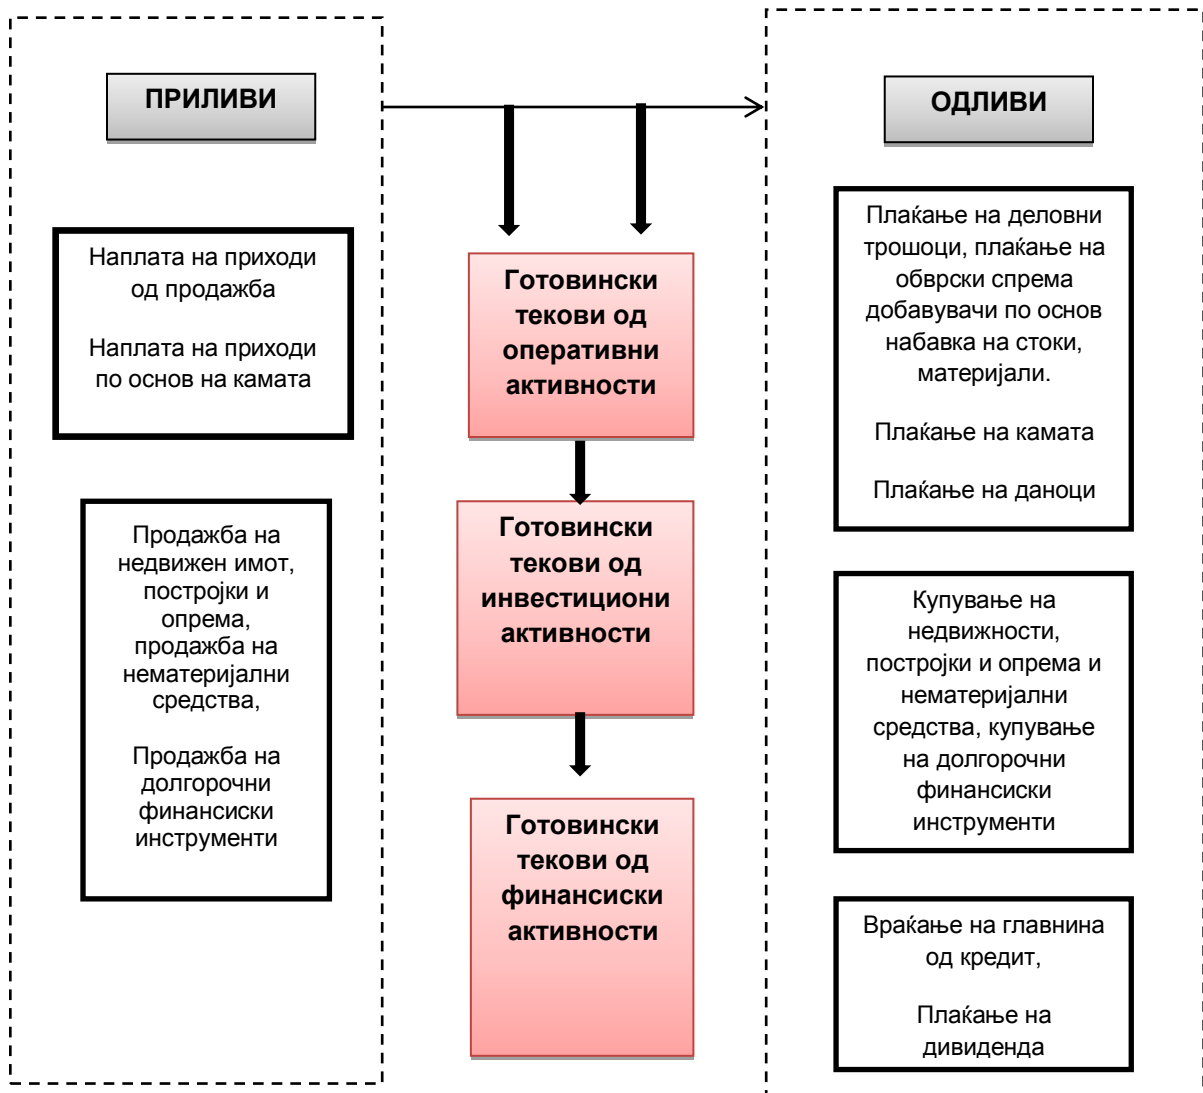 ПРИЛИВИ
Наплата на приходи
од продажба
Наплата на приходи
по основ на камата
Продажба на
недвижен имот,
постројки и
опрема,
продажба на
нематеријални
средства,
Продажба на
долгорочни
финансиски
инструменти
Готовински
текови од
оперативни
активности
Готовински
текови од
инвестициони
активности
Готовински
текови од
финансиски
активности
ОДЛИВИ
Плаќање на деловни
трошоци, плаќање на
обврски спрема
добавувачи по основ
набавка на стоки,
материјали.
Плаќање на камата
Плаќање на даноци
Купување на
недвижности,
постројки и опрема и
нематеријални
средства, купување
на долгорочни
финансиски
инструменти
Враќање на главнина
од кредит,
Плаќање на
дивиденда